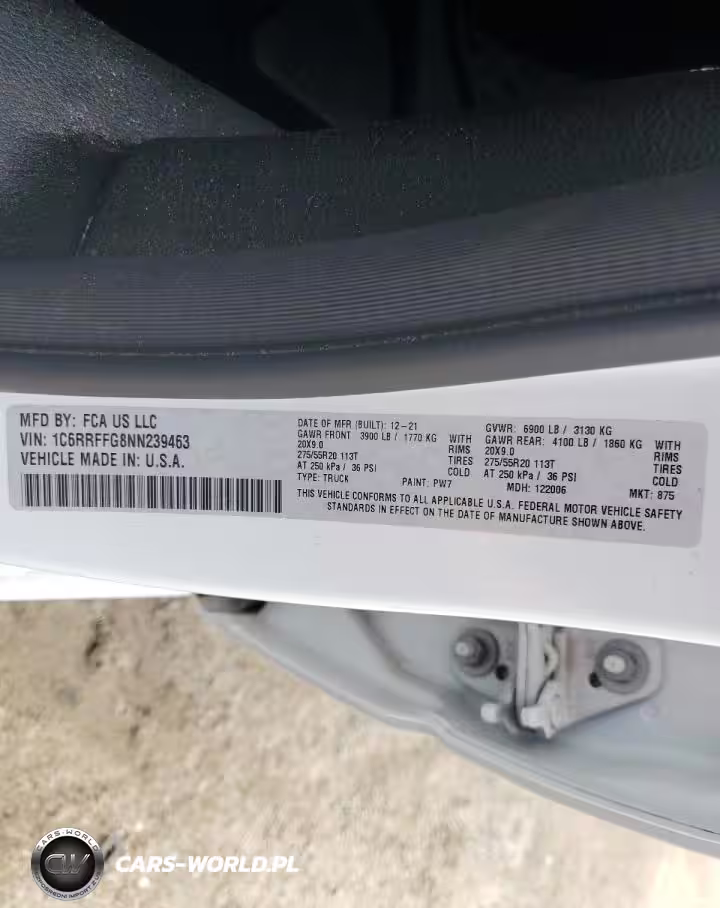 MFD BY: FCA US LLC
VIN: 1C6RRFFG8NN239463
VEHICLE MADE IN: U.S.A.
DATE OF MFR (BUILT): 12-21
GAWR FRONT: 3900 LB / 1770 KG WITH
20X9.0 RIMS
275/55R20 113T TIRES
AT 250 kPa / 36 PSI COLD
TYPE: TRUCK PAINT: PW7
GVWR: 6900 LB / 3130 KG
GAWR REAR: 4100 LB / 1860 KG WITH
20X9.0 RIMS
275/55R20 113T TIRES
AT 250 kPa / 36 PSI COLD
MDH: 122006 MKT: 875
THIS VEHICLE CONFORMS TO ALL APPLICABLE U.S.A. FEDERAL MOTOR VEHICLE SAFETY
STANDARDS IN EFFECT ON THE DATE OF MANUFACTURE SHOWN ABOVE.
CARS-WORLD
CW
CARS-WORLD.PL